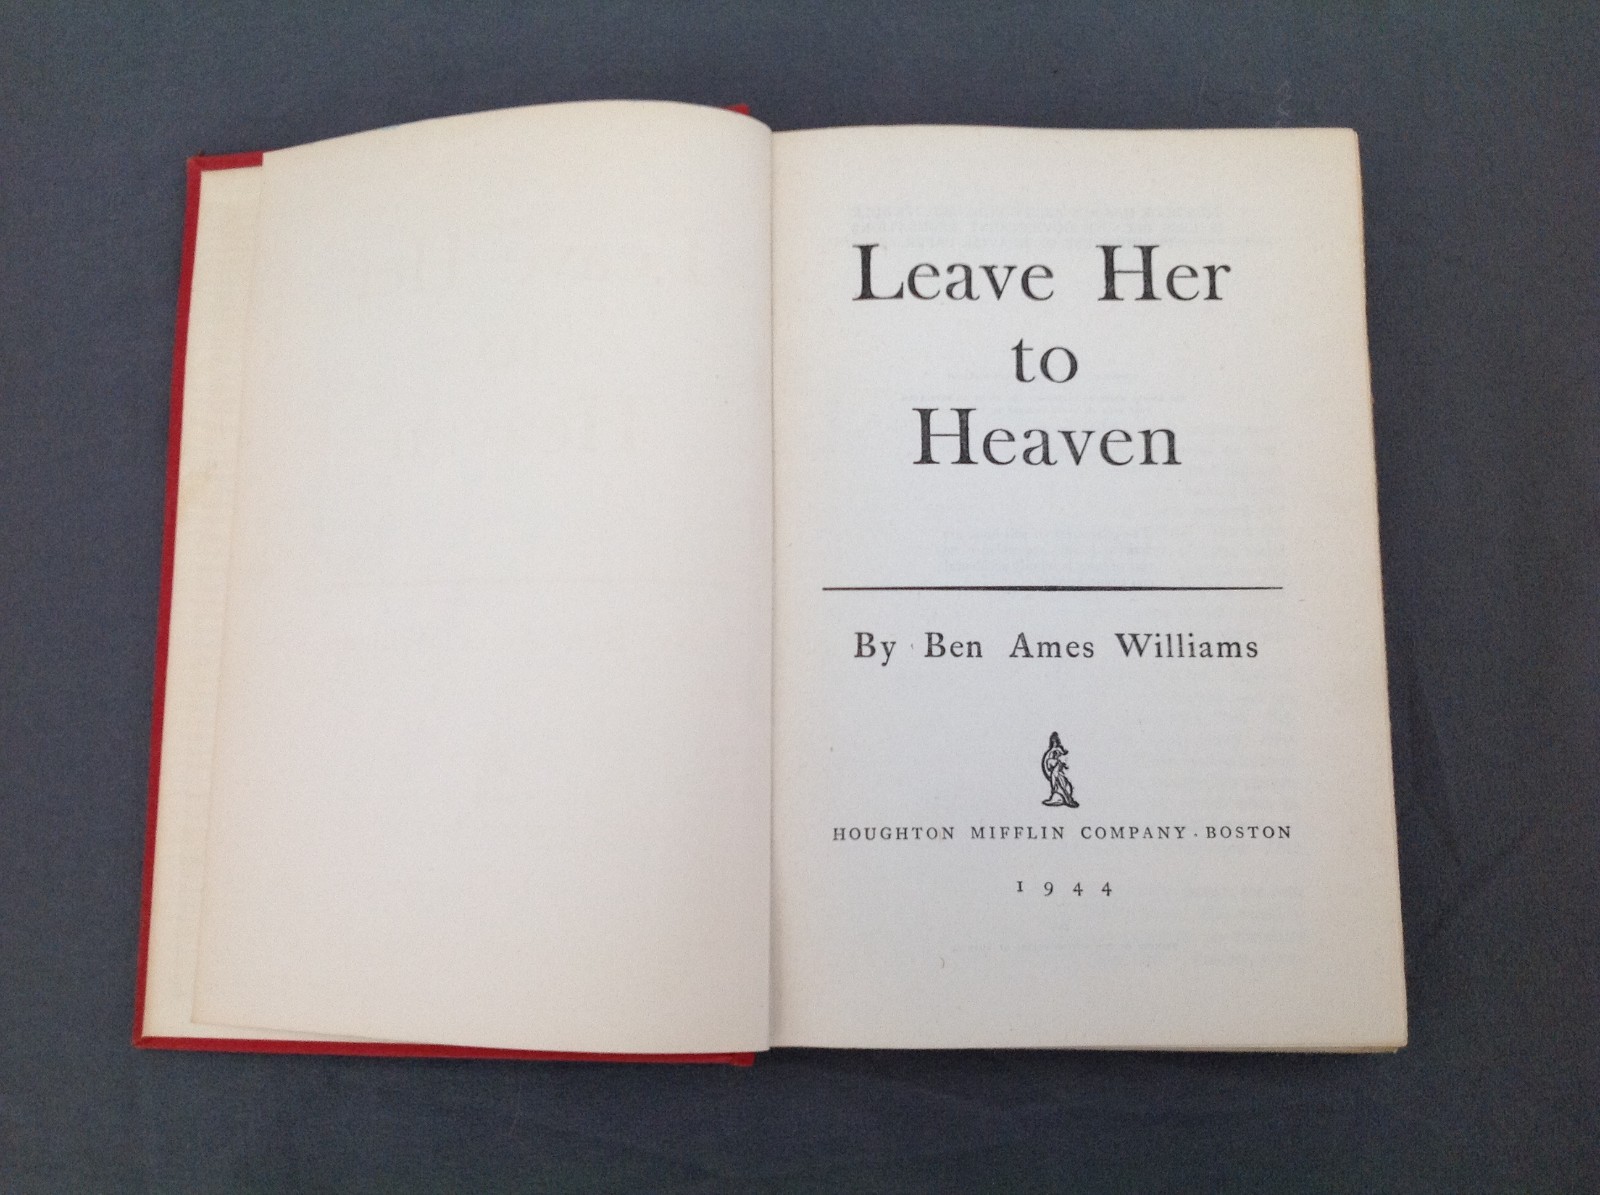 Leave Her
to
Heaven
By Ben Ames Williams
HOUGHTON MIFFLIN COMPANY · BOSTON
1944